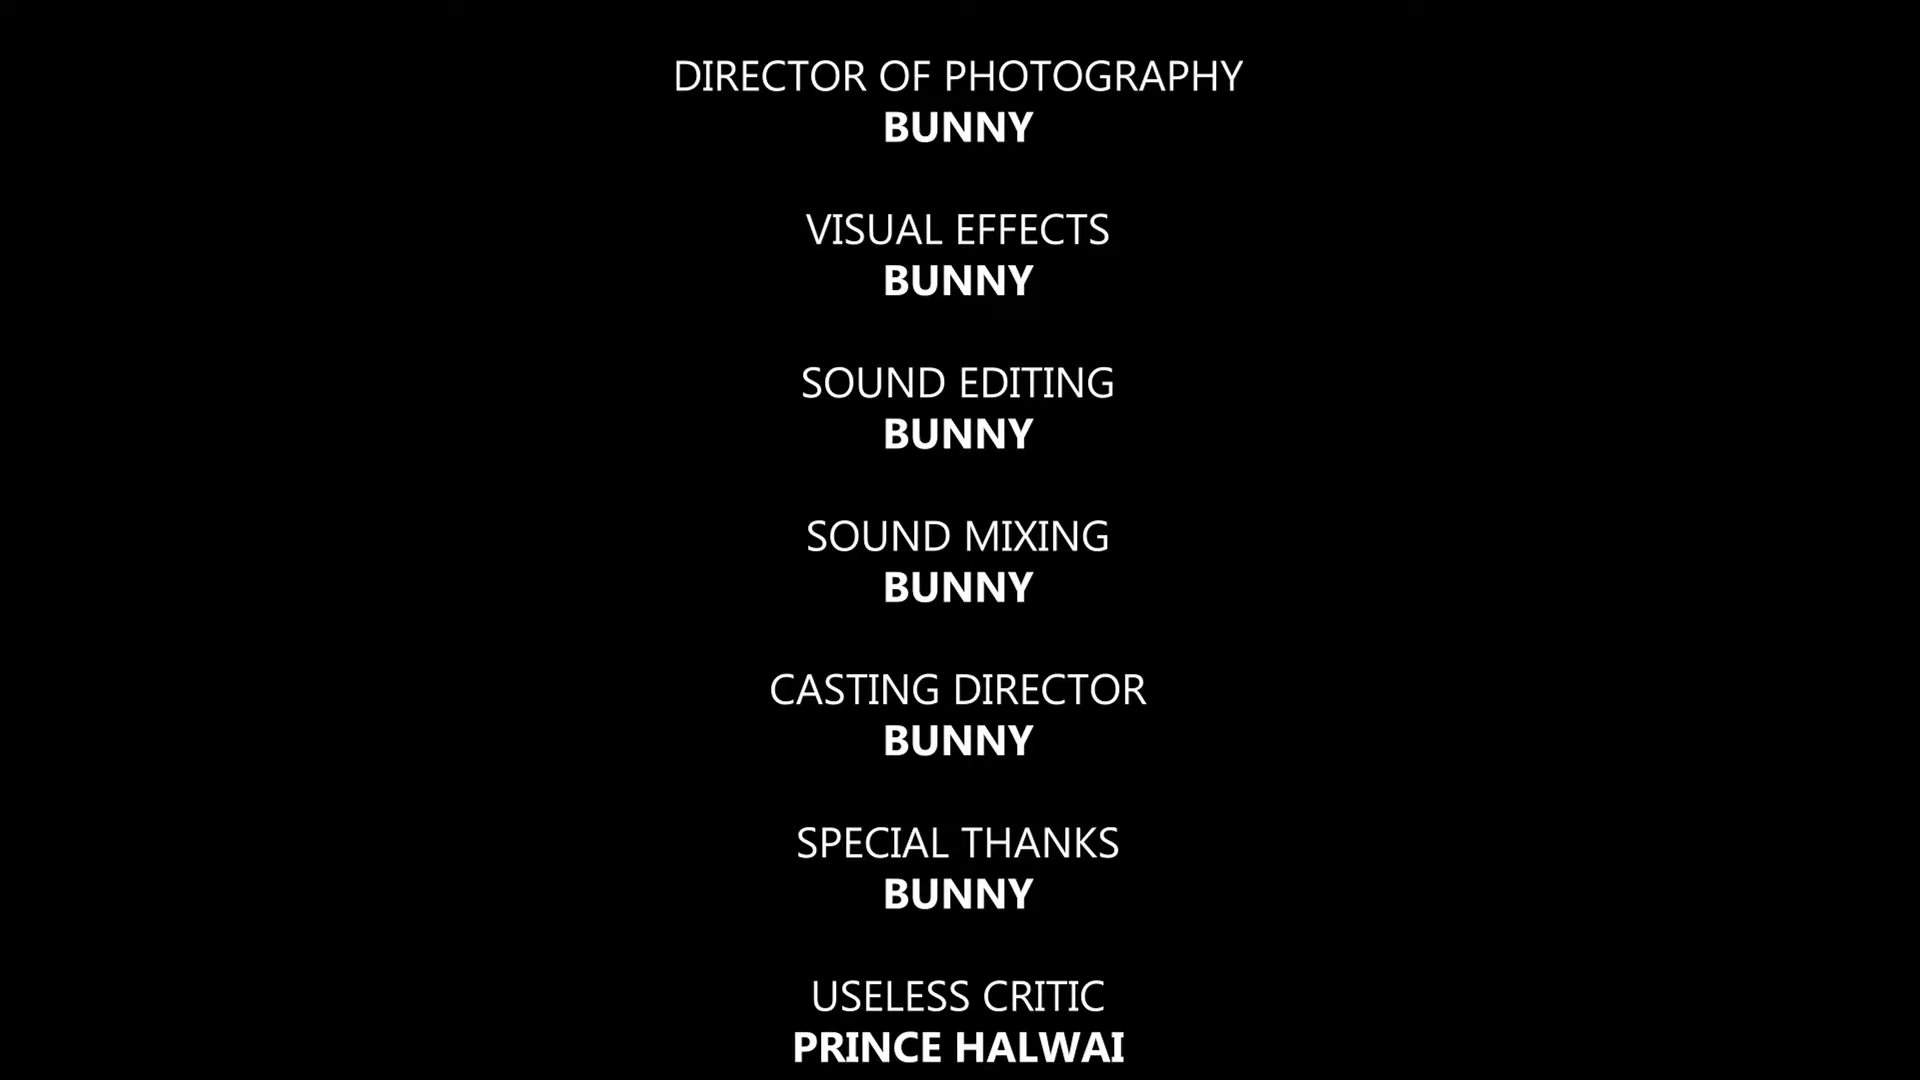 DIRECTOR OF PHOTOGRAPHY
BUNNY
VISUAL EFFECTS
BUNNY
SOUND EDITING
BUNNY
SOUND MIXING
BUNNY
CASTING DIRECTOR
BUNNY
SPECIAL THANKS
BUNNY
USELESS CRITIC
PRINCE HALWAI